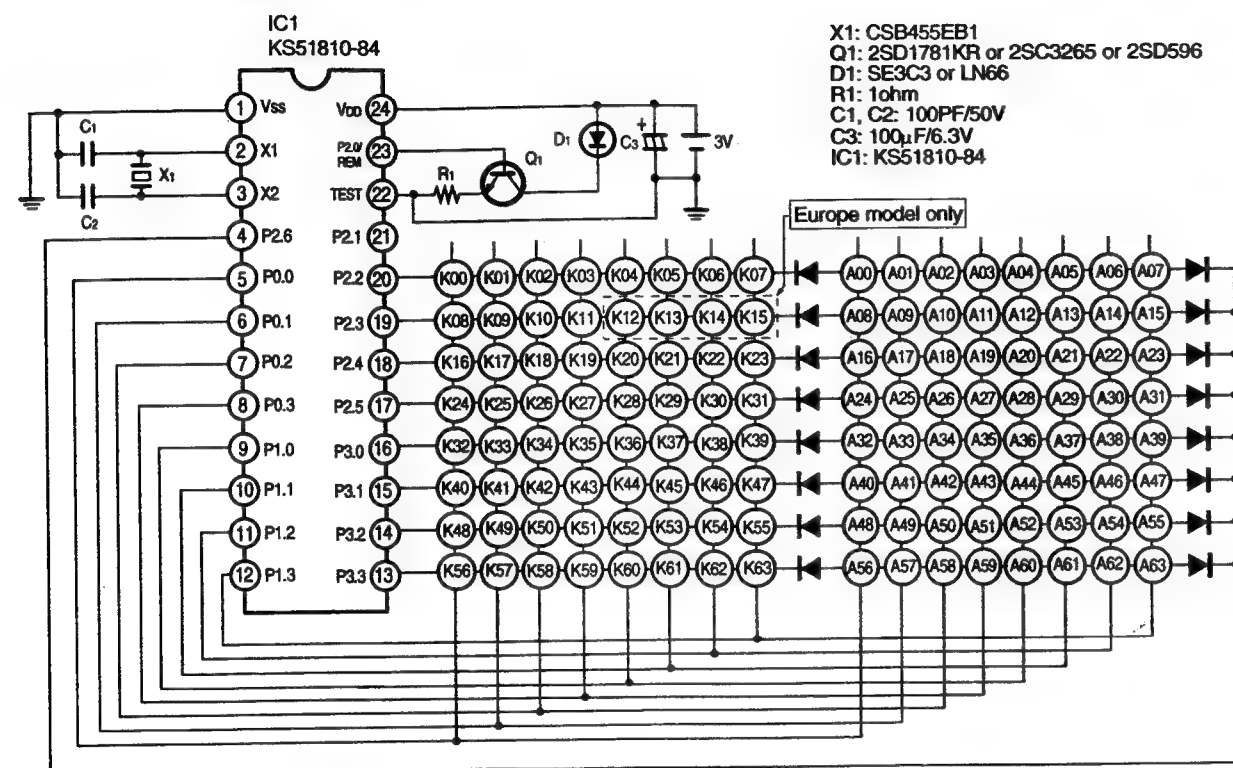 IC1
KS51810-84
X1: CSB455EB1
Q1: 2SD1781KR or 2SC3265 or 2SD596
D1: SE3C3 or LN66
R1: 1ohm
C1, C2: 100PF/50V
C3: 100µF/6.3V
IC1: KS51810-84
1 VSS VDD 24
C1
2 X1 P2.0/REM 23
X1
3 X2 TEST 22
C2
R1 Q1 D1 C3 + 3V
4 P2.6 P2.1 21
Europe model only
5 P0.0 P2.2 20 K00 K01 K02 K03 K04 K05 K06 K07 A00 A01 A02 A03 A04 A05 A06 A07
6 P0.1 P2.3 19 K08 K09 K10 K11 K12 K13 K14 K15 A08 A09 A10 A11 A12 A13 A14 A15
7 P0.2 P2.4 18 K16 K17 K18 K19 K20 K21 K22 K23 A16 A17 A18 A19 A20 A21 A22 A23
8 P0.3 P2.5 17 K24 K25 K26 K27 K28 K29 K30 K31 A24 A25 A26 A27 A28 A29 A30 A31
9 P1.0 P3.0 16 K32 K33 K34 K35 K36 K37 K38 K39 A32 A33 A34 A35 A36 A37 A38 A39
10 P1.1 P3.1 15 K40 K41 K42 K43 K44 K45 K46 K47 A40 A41 A42 A43 A44 A45 A46 A47
11 P1.2 P3.2 14 K48 K49 K50 K51 K52 K53 K54 K55 A48 A49 A50 A51 A52 A53 A54 A55
12 P1.3 P3.3 13 K56 K57 K58 K59 K60 K61 K62 K63 A56 A57 A58 A59 A60 A61 A62 A63